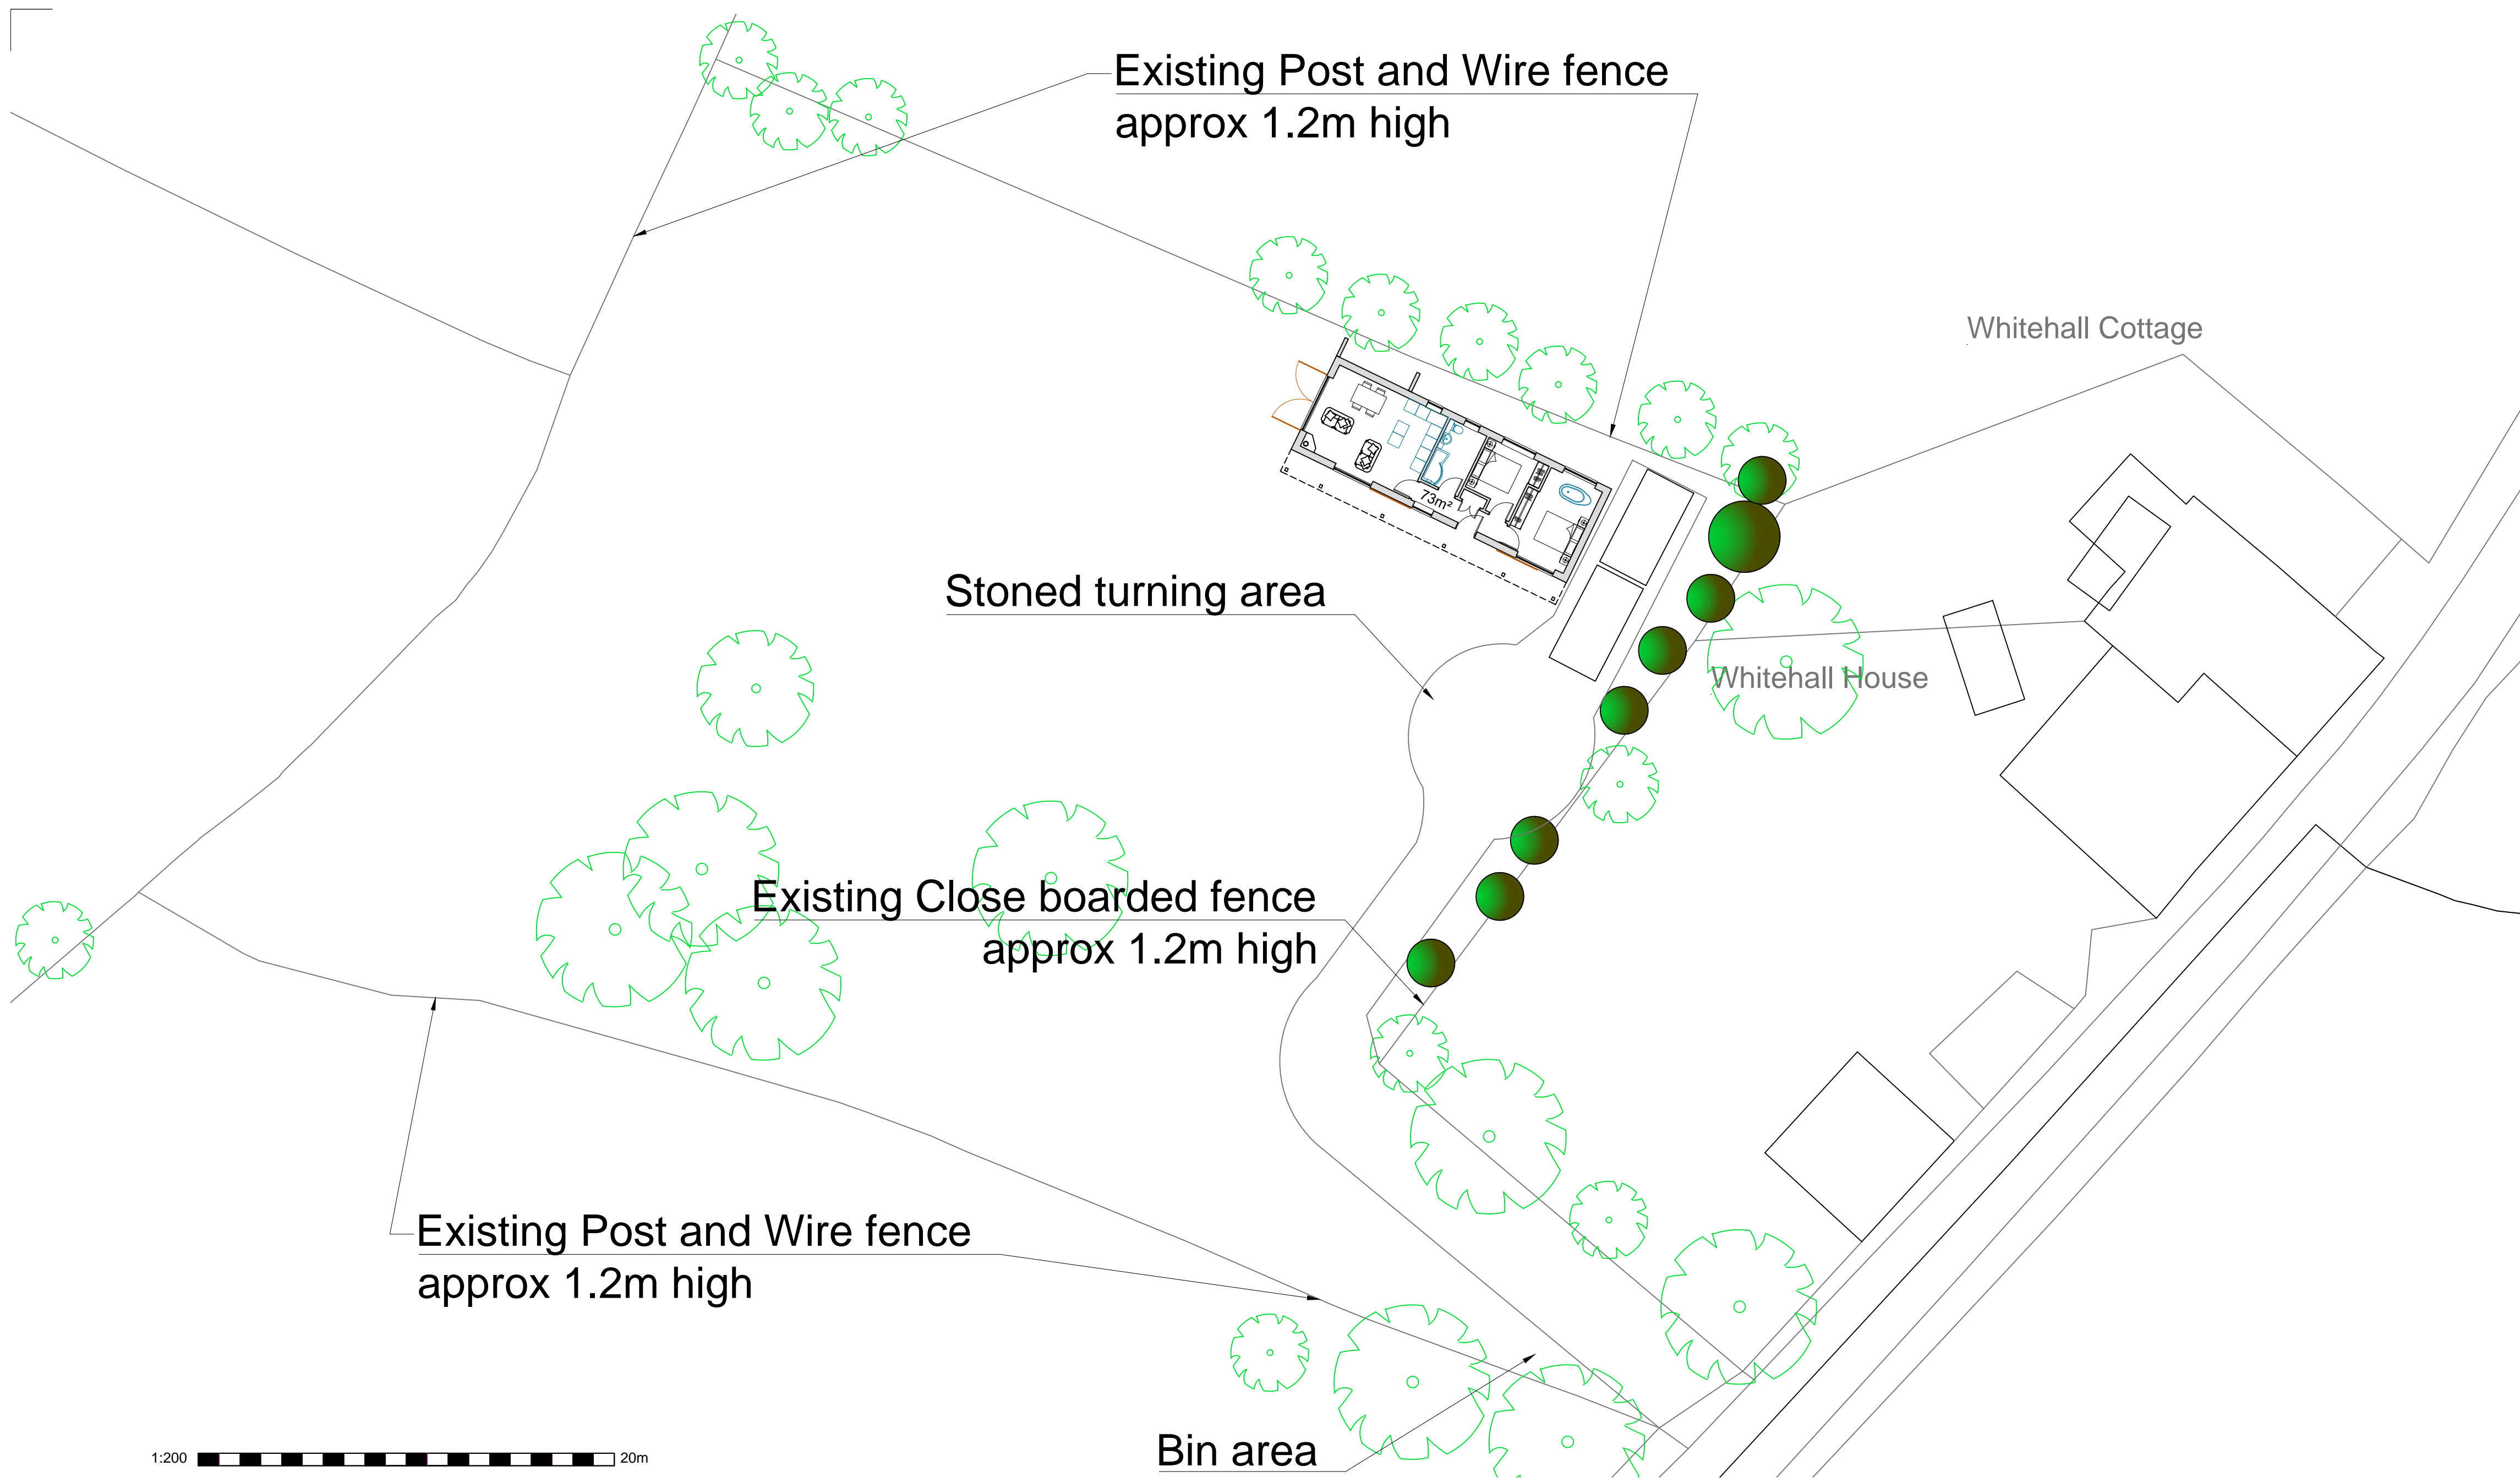 Existing Post and Wire fence
approx 1.2m high
Whitehall Cottage
73m²
Stoned turning area
Whitehall House
Existing Close boarded fence
approx 1.2m high
Existing Post and Wire fence
approx 1.2m high
Bin area
1:200
20m